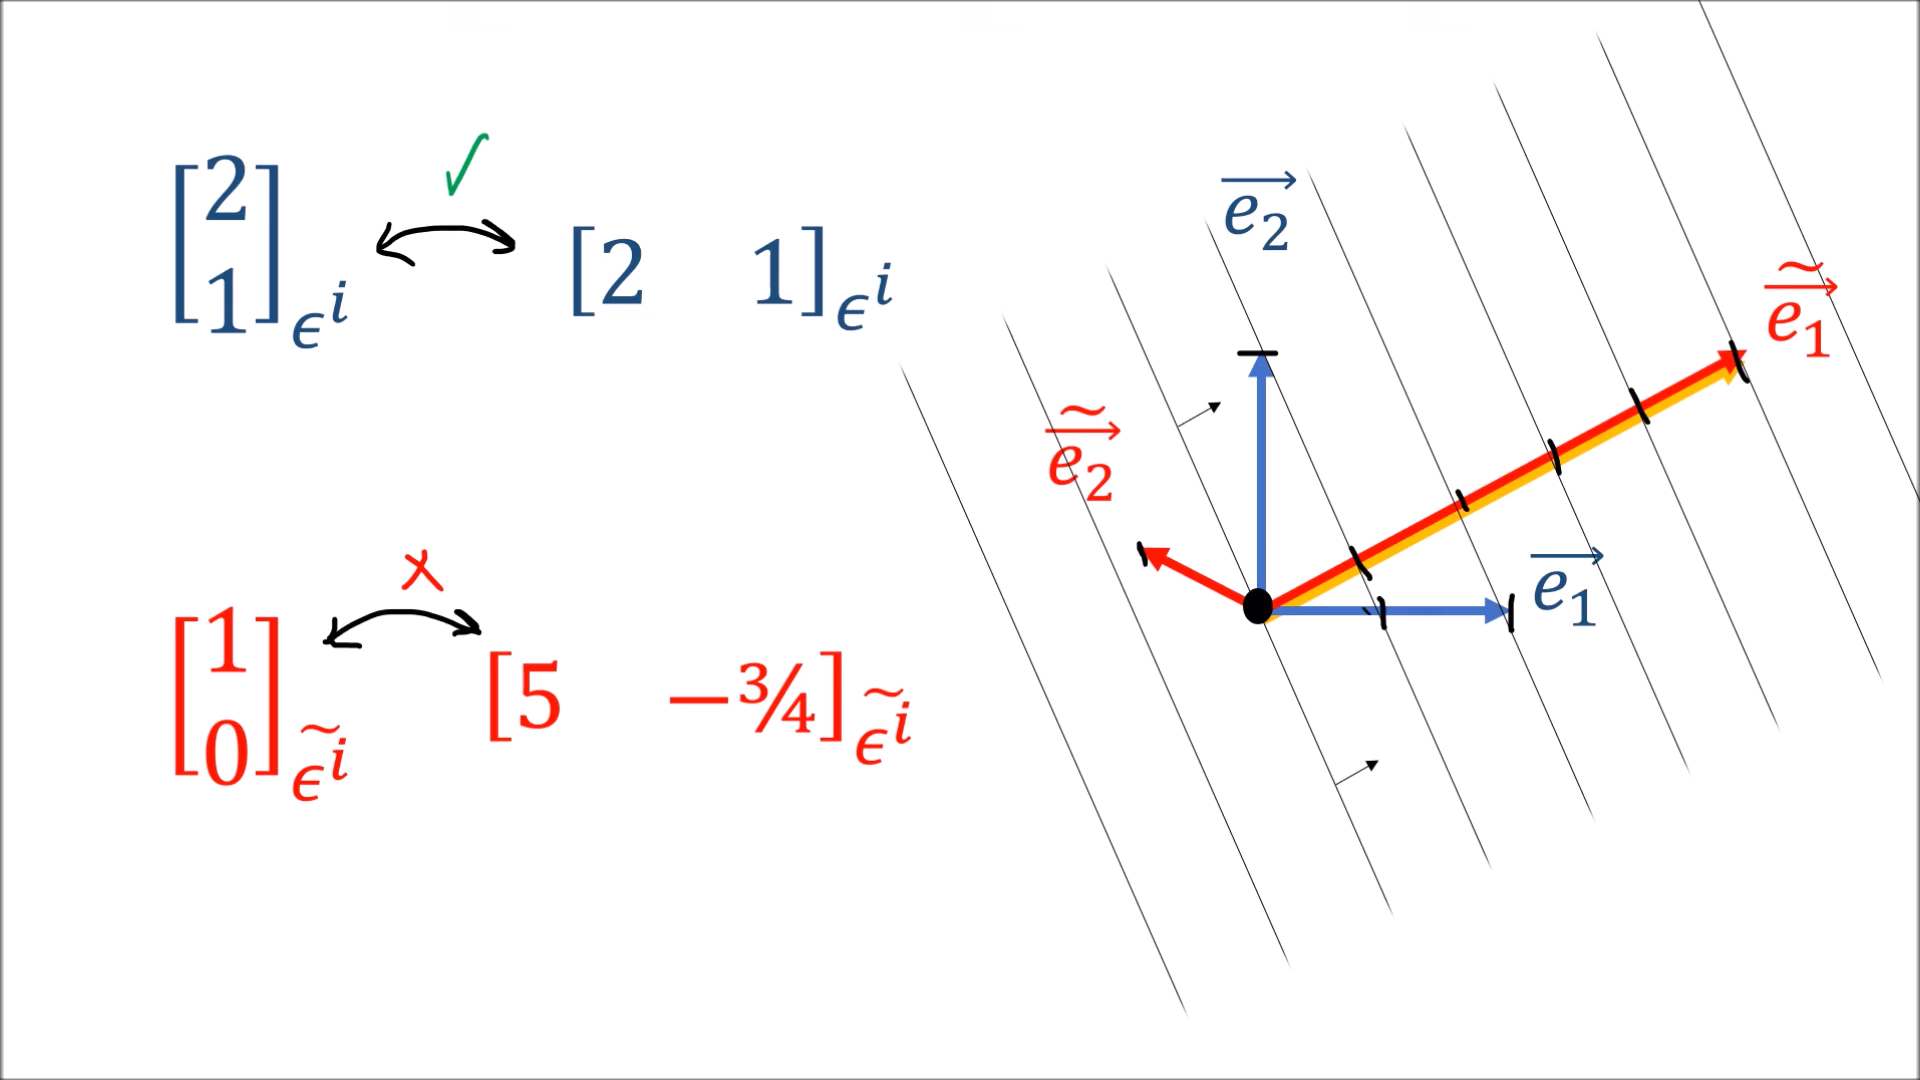 [2 1]ϵ^i ✓ [2 1]ϵ^i
e₂→
ẽ₁→
ẽ₂→
e₁→
[1 0]ϵ̃^i x [5 −¾]ϵ̃^i